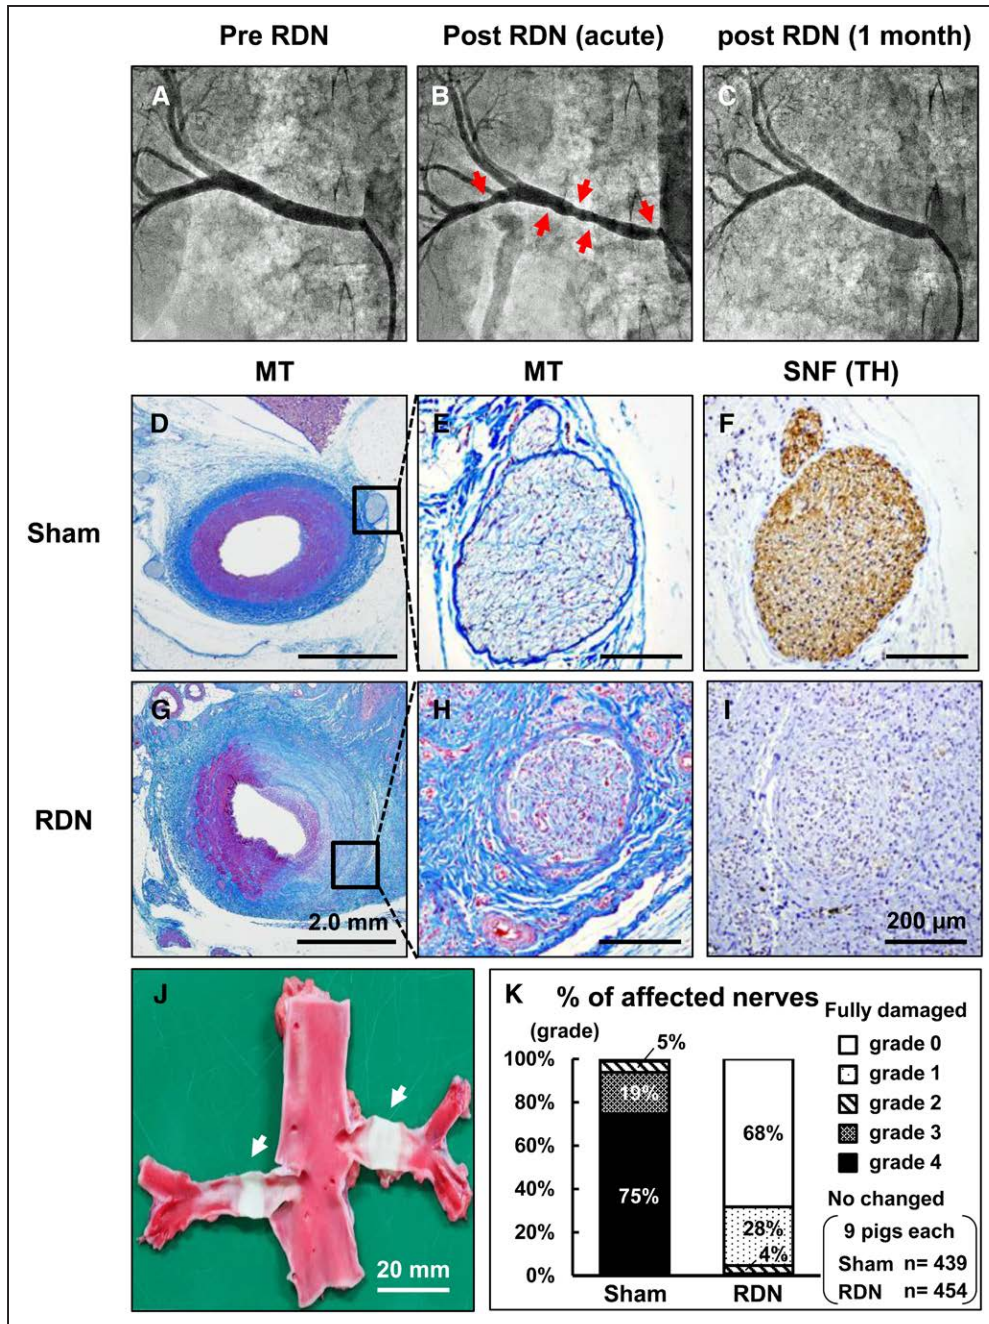 Pre RDN
Post RDN (acute)
post RDN (1 month)
A
B
C
MT
MT
SNF (TH)
Sham
D
E
F
RDN
G
H
I
2.0 mm
200 µm
J
20 mm
K
% of affected nerves
(grade)
100%
80%
60%
40%
20%
0%
5%
19%
75%
68%
28%
4%
Sham
RDN
Fully damaged
grade 0
grade 1
grade 2
grade 3
grade 4
No changed
9 pigs each
Sham n= 439
RDN n= 454